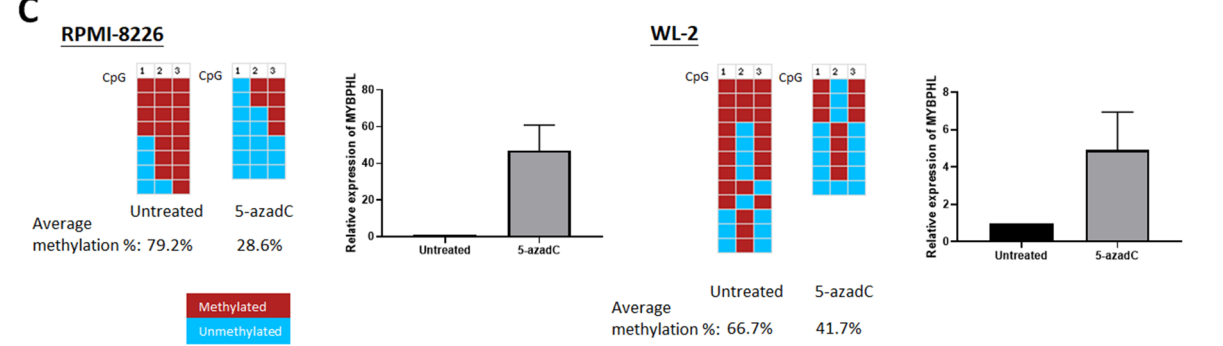 C
RPMI-8226
CpG
1 2 3
CpG
1 2 3
Untreated
5-azadC
Average
methylation %: 79.2%
28.6%
Methylated
Unmethylated
Relative expression of MYBPHL
80
60
40
20
0
Untreated
5-azadC
WL-2
CpG
1 2 3
CpG
1 2 3
Untreated
5-azadC
Average
methylation %: 66.7%
41.7%
Relative expression of MYBPHL
8
6
4
2
0
Untreated
5-azadC